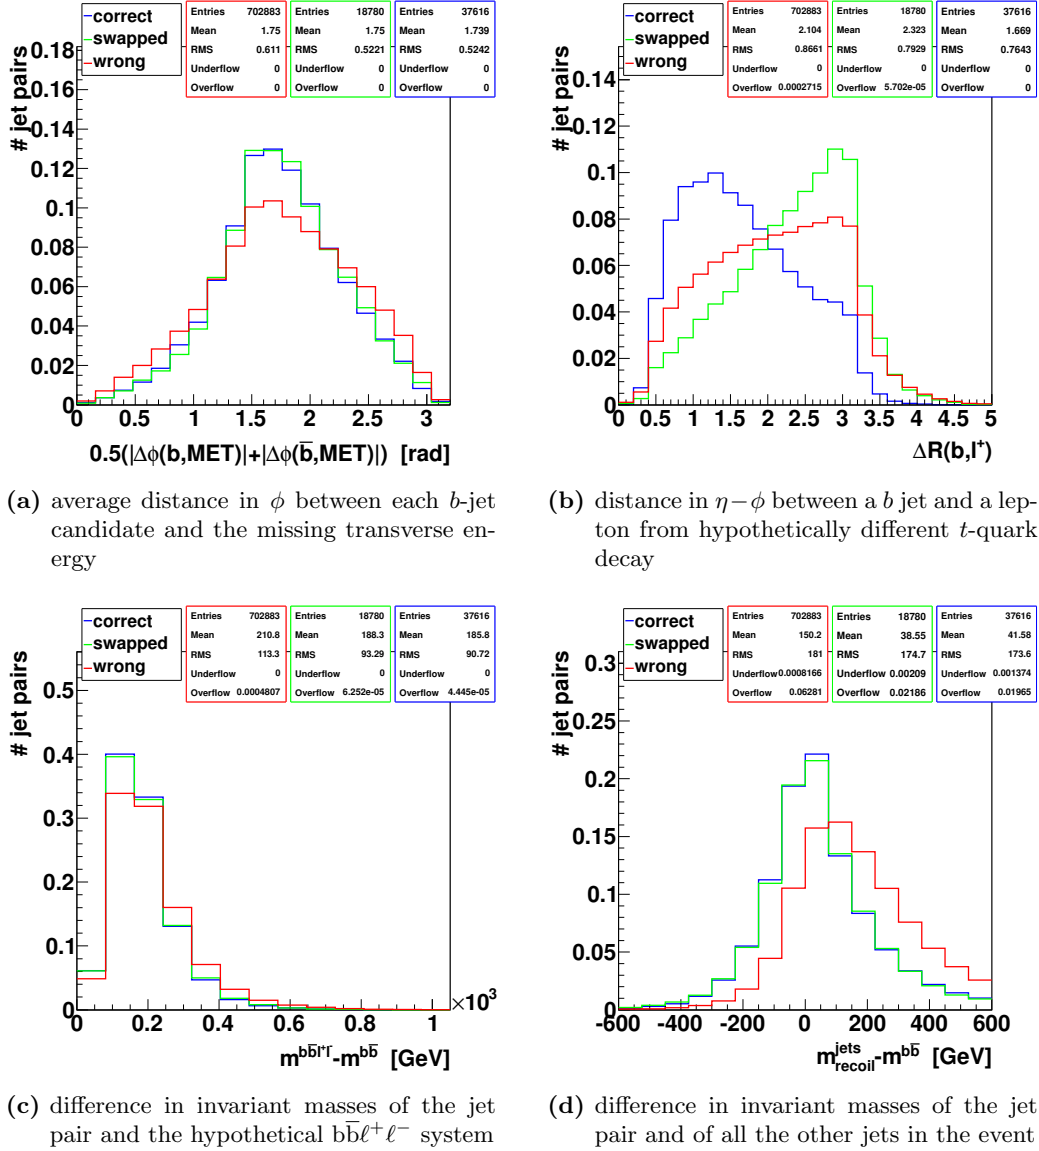 correct
swapped
wrong
Entries 702883
Mean 1.75
RMS 0.611
Underflow 0
Overflow 0
Entries 18780
Mean 1.75
RMS 0.5221
Underflow 0
Overflow 0
Entries 37616
Mean 1.739
RMS 0.5242
Underflow 0
Overflow 0
# jet pairs
0.18
0.16
0.14
0.12
0.1
0.08
0.06
0.04
0.02
0
0 0.5 1 1.5 2 2.5 3
0.5(|Δϕ(b,MET)|+|Δϕ(b̅,MET)|) [rad]
(a) average distance in ϕ between each b-jet
candidate and the missing transverse en-
ergy
correct
swapped
wrong
Entries 702883
Mean 2.104
RMS 0.8661
Underflow 0
Overflow 0.0002715
Entries 18780
Mean 2.323
RMS 0.7929
Underflow 0
Overflow 5.702e-05
Entries 37616
Mean 1.669
RMS 0.7643
Underflow 0
Overflow 0
# jet pairs
0.14
0.12
0.1
0.08
0.06
0.04
0.02
0
0 0.5 1 1.5 2 2.5 3 3.5 4 4.5 5
ΔR(b,l⁺)
(b) distance in η−ϕ between a b jet and a lep-
ton from hypothetically different t-quark
decay
correct
swapped
wrong
Entries 702883
Mean 210.8
RMS 113.3
Underflow 0
Overflow 0.0004807
Entries 18780
Mean 188.3
RMS 93.29
Underflow 0
Overflow 6.252e-05
Entries 37616
Mean 185.8
RMS 90.72
Underflow 0
Overflow 4.445e-05
# jet pairs
0.5
0.4
0.3
0.2
0.1
0
0 0.2 0.4 0.6 0.8 1
×10³
m^{bb̅l⁺l⁻}-m^{bb̅} [GeV]
(c) difference in invariant masses of the jet
pair and the hypothetical bb̅ℓ⁺ℓ⁻ system
correct
swapped
wrong
Entries 702883
Mean 150.2
RMS 181
Underflow 0.0008166
Overflow 0.06281
Entries 18780
Mean 38.55
RMS 174.7
Underflow 0.00209
Overflow 0.02186
Entries 37616
Mean 41.58
RMS 173.6
Underflow 0.001374
Overflow 0.01965
# jet pairs
0.3
0.25
0.2
0.15
0.1
0.05
0
-600 -400 -200 0 200 400 600
m^{jets}_{recoil}-m^{bb̅} [GeV]
(d) difference in invariant masses of the jet
pair and of all the other jets in the event